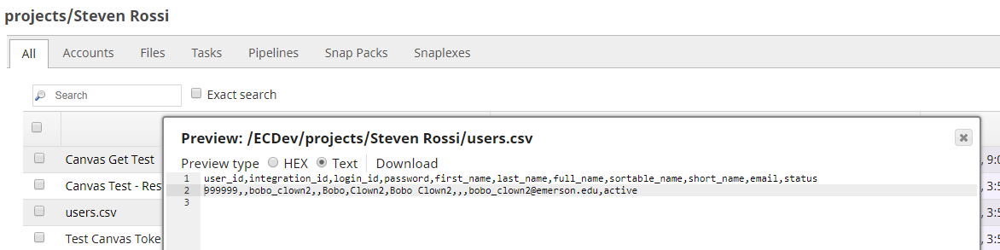 projects/Steven Rossi
All Accounts Files Tasks Pipelines Snap Packs Snaplexes
Search Exact search
Preview: /ECDev/projects/Steven Rossi/users.csv
Preview type HEX Text Download
1 user_id,integration_id,login_id,password,first_name,last_name,full_name,sortable_name,short_name,email,status
2 999999,,bobo_clown2,,Bobo,Clown2,Bobo Clown2,,,bobo_clown2@emerson.edu,active
3
Canvas Get Test , 9:0
Canvas Test - Res , 3:5
users.csv , 3:5
Test Canvas Toke , 3:5